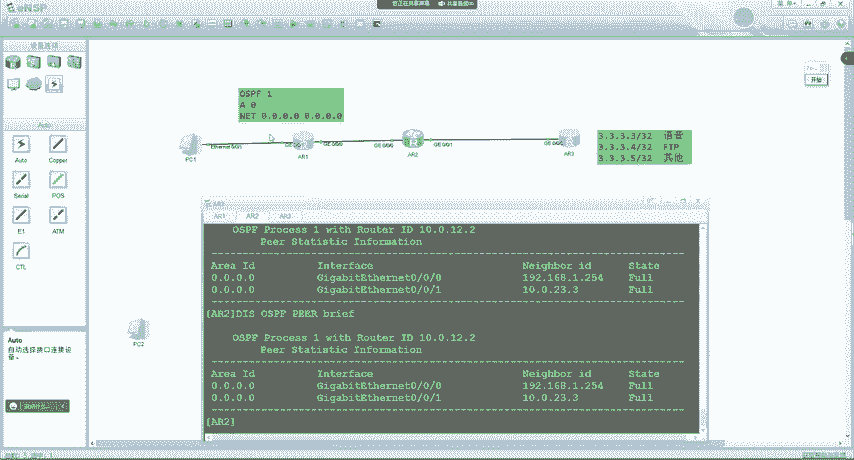 eNSP
Auto
Auto
Copper
Serial
POS
E1
ATM
CTL
Auto
自动选择接口连接设
备。
OSPF 1
A 0
NET 0.0.0.0 0.0.0.0
PC1
Ethernet 0/0/1
AR1
GE 0/0/0
GE 0/0/0
AR2
GE 0/0/1
AR3
3.3.3.3/32 语音
3.3.3.4/32 FTP
3.3.3.5/32 其他
PC2
开始
AR1
AR2
AR3
OSPF Process 1 with Router ID 10.0.12.2
Peer Statistic Information
Area Id Interface Neighbor id State
0.0.0.0 GigabitEthernet0/0/0 192.168.1.254 Full
0.0.0.0 GigabitEthernet0/0/1 10.0.23.3 Full
[AR2]DIS OSPF PEER brief
OSPF Process 1 with Router ID 10.0.12.2
Peer Statistic Information
Area Id Interface Neighbor id State
0.0.0.0 GigabitEthernet0/0/0 192.168.1.254 Full
0.0.0.0 GigabitEthernet0/0/1 10.0.23.3 Full
[AR2]